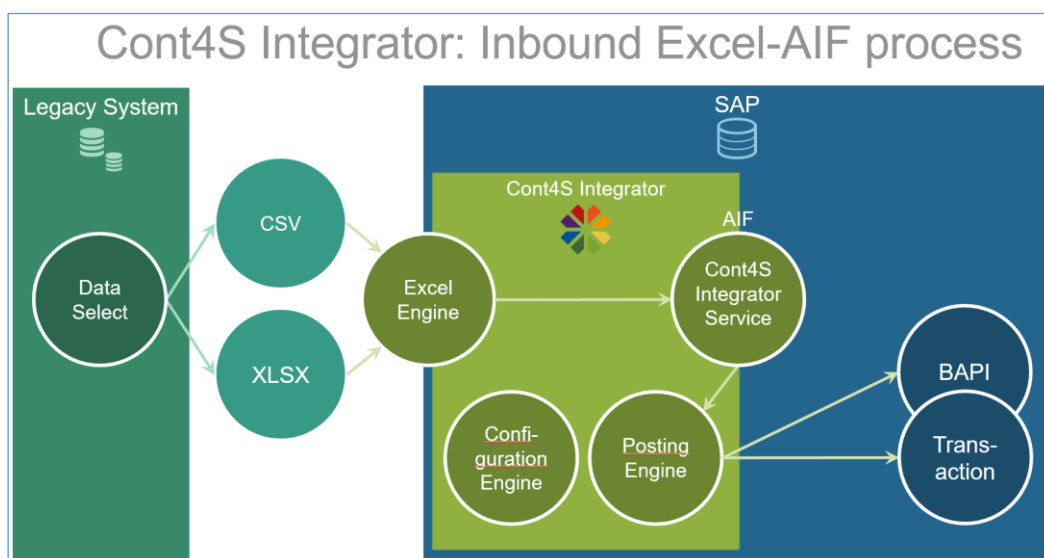 Cont4S Integrator: Inbound Excel-AIF process
Legacy System
SAP
Cont4S Integrator
AIF
CSV
Data
Select
Excel
Engine
Cont4S
Integrator
Service
XLSX
BAPI
Confi-
guration
Engine
Posting
Engine
Trans-
action